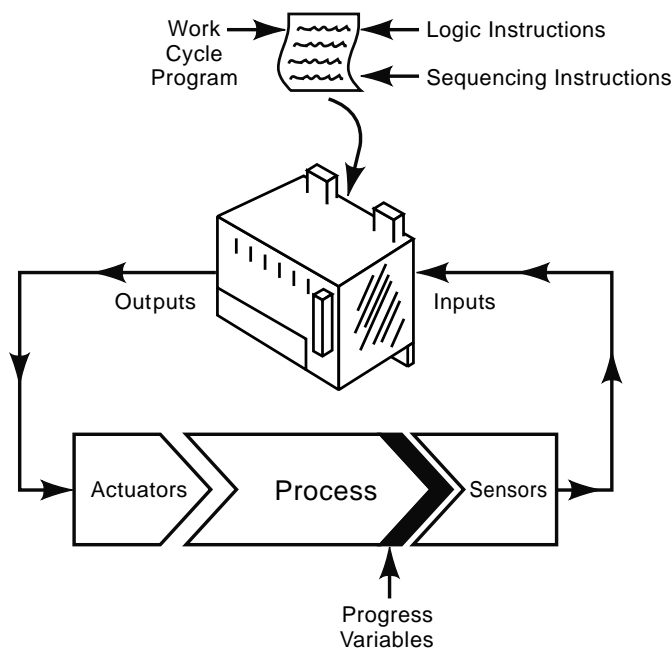 Work
Cycle
Program
Logic Instructions
Sequencing Instructions
Outputs
Inputs
Actuators
Process
Sensors
Progress
Variables